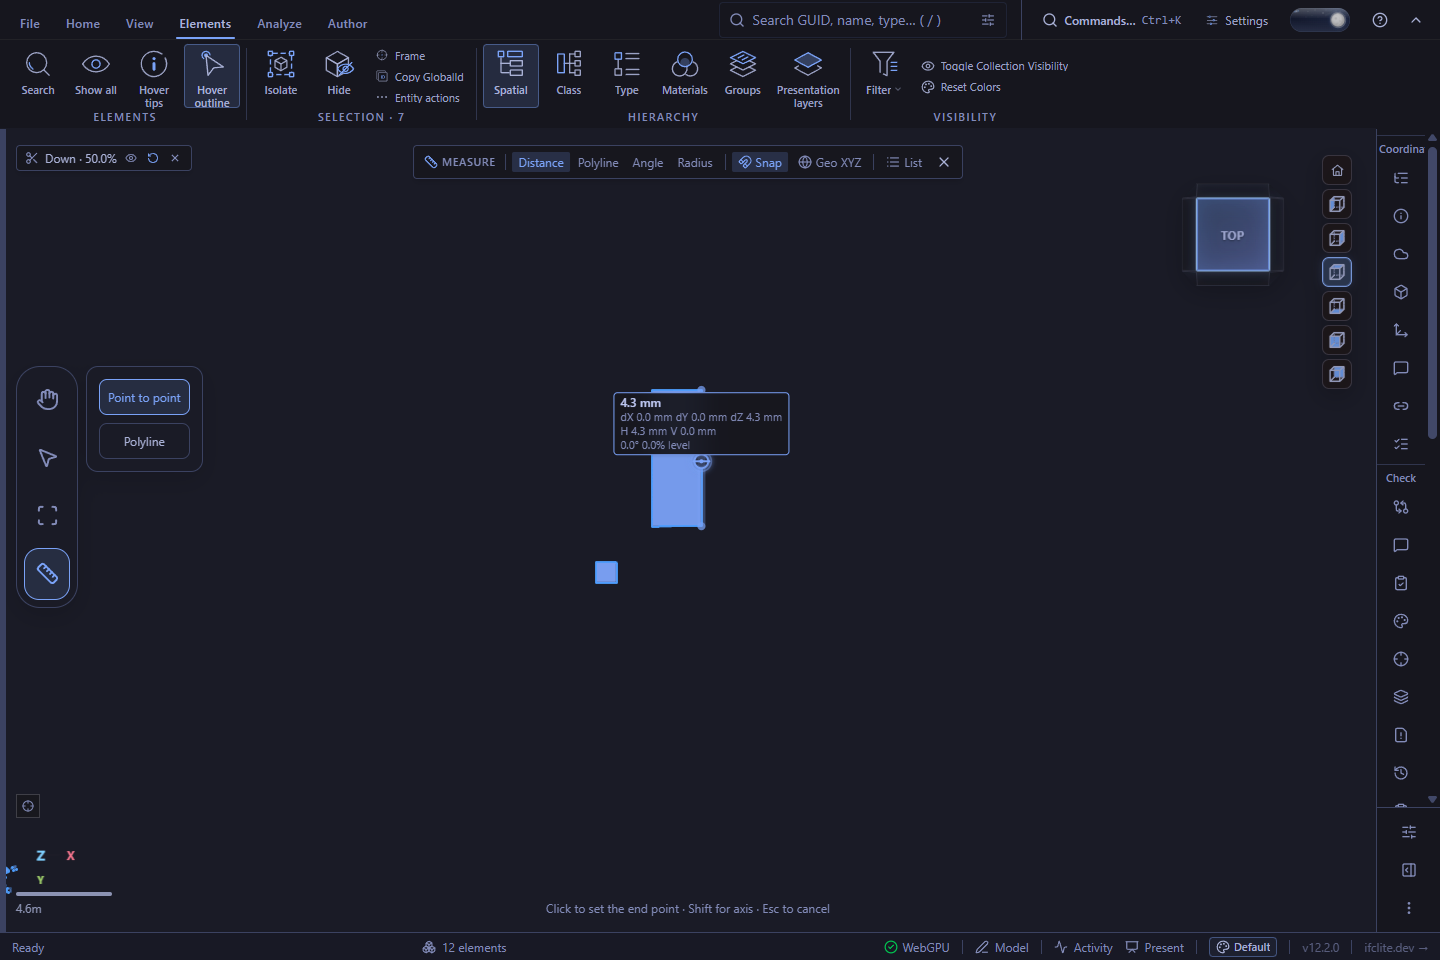 File Home View Elements Analyze Author
Search GUID, name, type... ( / )
Commands... Ctrl+K
Settings
Search
Show all
Hover tips
Hover outline
ELEMENTS
Isolate
Hide
Frame
Copy GlobalId
Entity actions
SELECTION · 7
Spatial
Class
Type
Materials
Groups
Presentation layers
HIERARCHY
Filter
Toggle Collection Visibility
Reset Colors
VISIBILITY
Down · 50.0%
MEASURE Distance Polyline Angle Radius Snap Geo XYZ List
Coordina
TOP
Point to point
Polyline
4.3 mm
dX 0.0 mm dY 0.0 mm dZ 4.3 mm
H 4.3 mm V 0.0 mm
0.0° 0.0% level
Check
Z X
Y
4.6m
Click to set the end point · Shift for axis · Esc to cancel
Ready
12 elements
WebGPU
Model
Activity
Present
Default
v12.2.0
ifclite.dev →